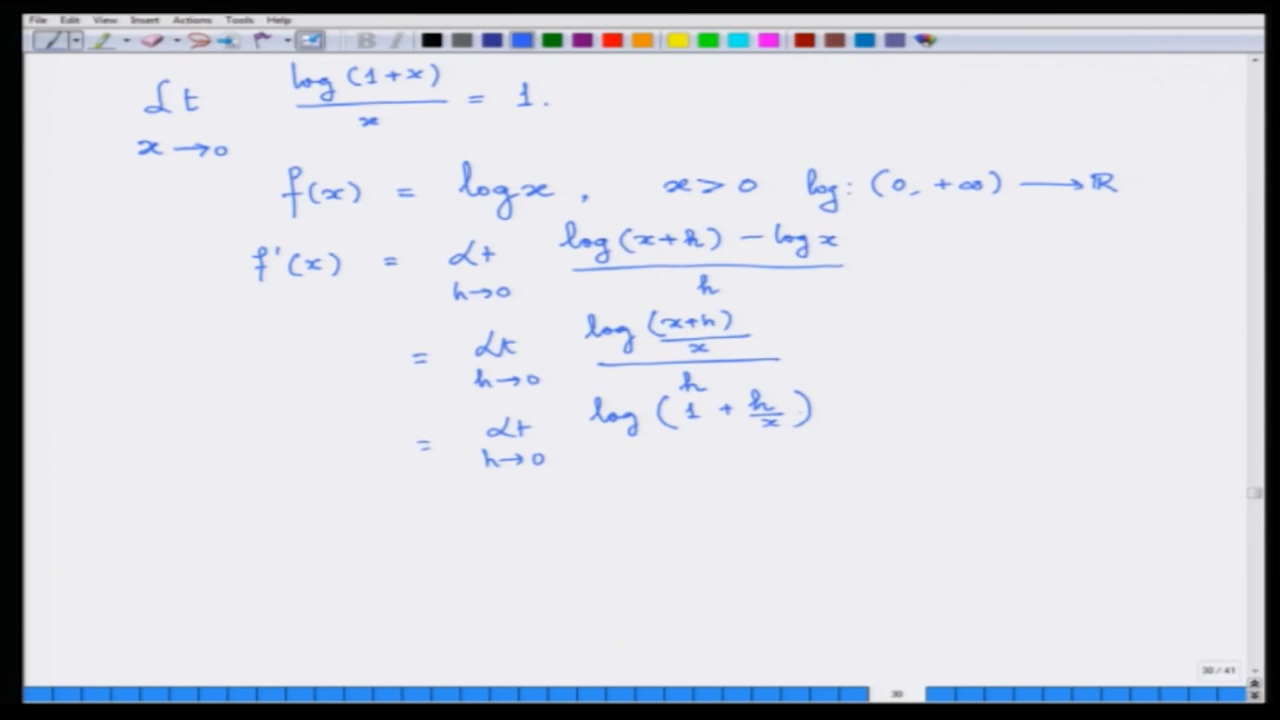 File Edit View Insert Actions Tools Help
B I
Lt log (1+x) / x = 1.
x→0
f(x) = log x , x > 0 log: (0, +∞) ⟶ ℝ
f'(x) = Lt log (x+h) − log x / h
h→0
= Lt log (x+h / x) / h
h→0
= Lt log (1 + h/x)
h→0
30 / 41
30